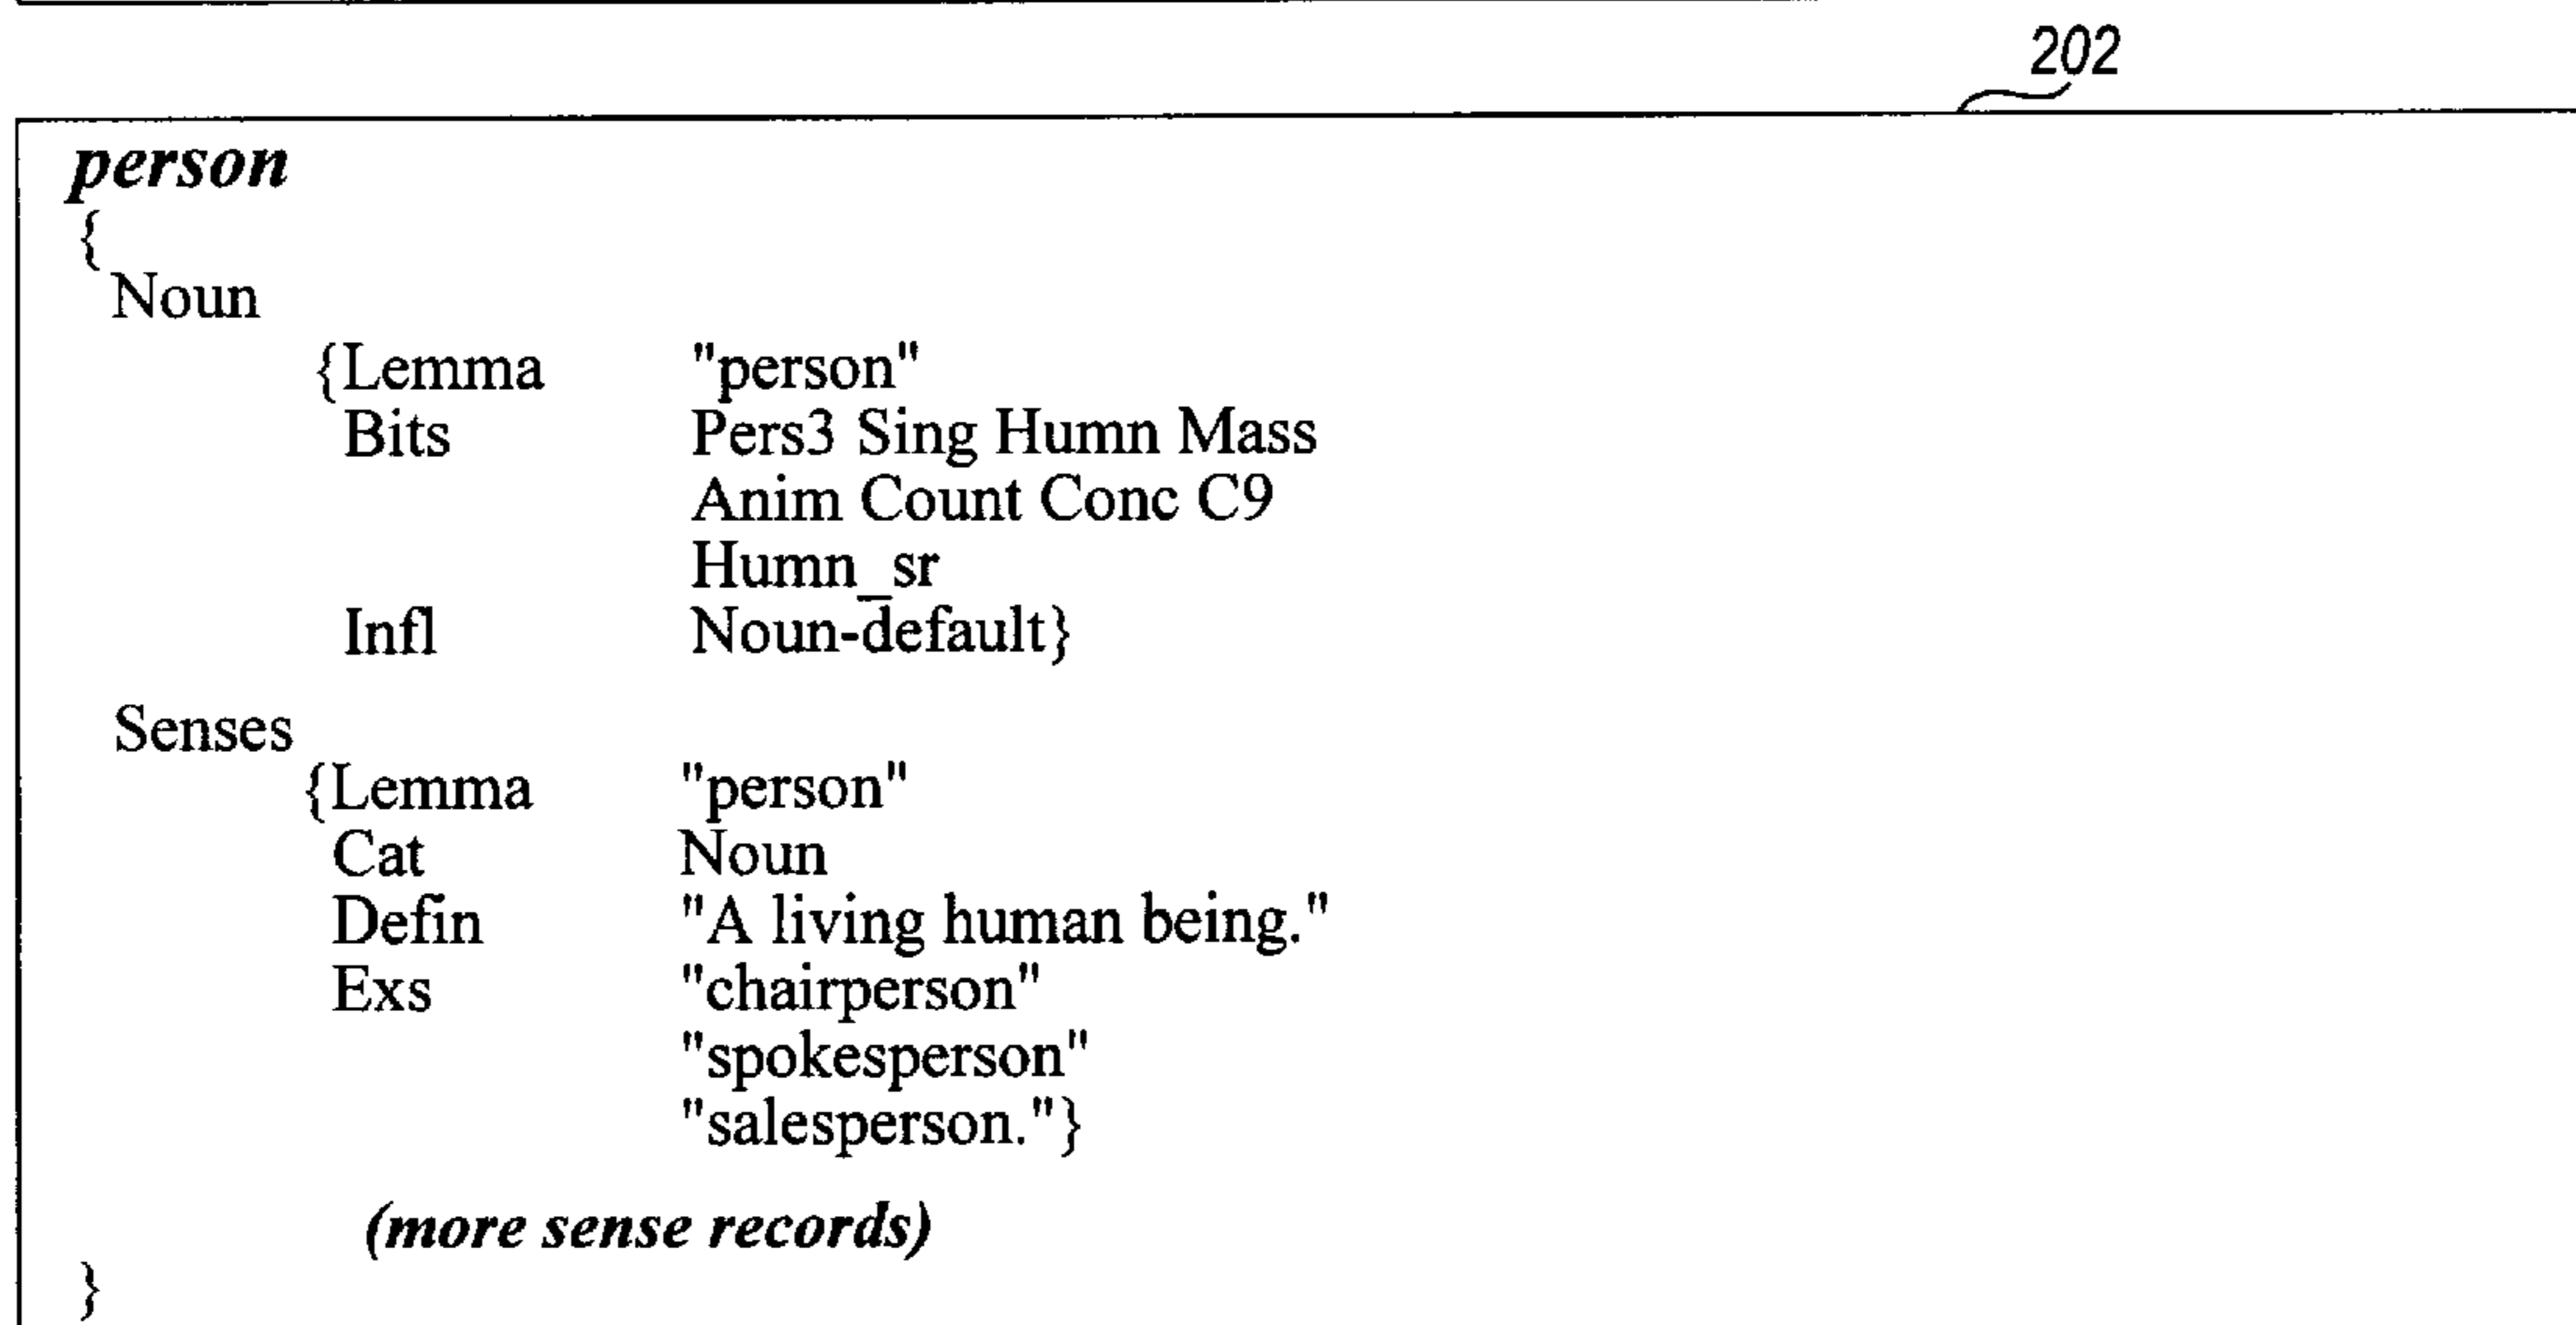 202
person
{
Noun
{Lemma "person"
Bits Pers3 Sing Humn Mass
Anim Count Conc C9
Humn_sr
Infl Noun-default}
Senses
{Lemma "person"
Cat Noun
Defin "A living human being."
Exs "chairperson"
"spokesperson"
"salesperson."}
(more sense records)
}